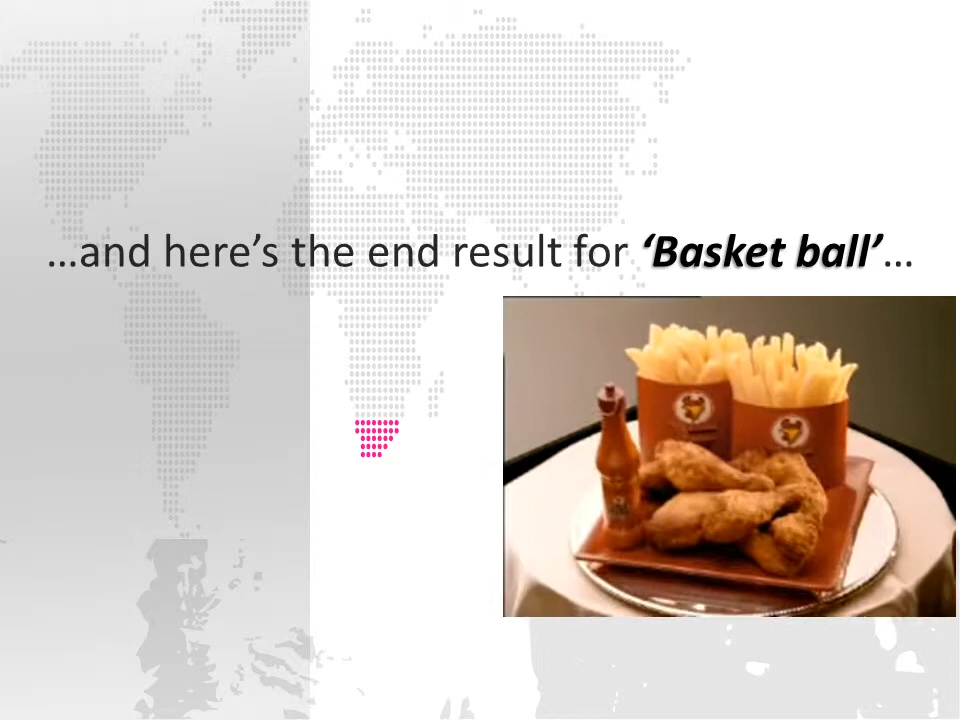 …and here’s the end result for ‘Basket ball’…